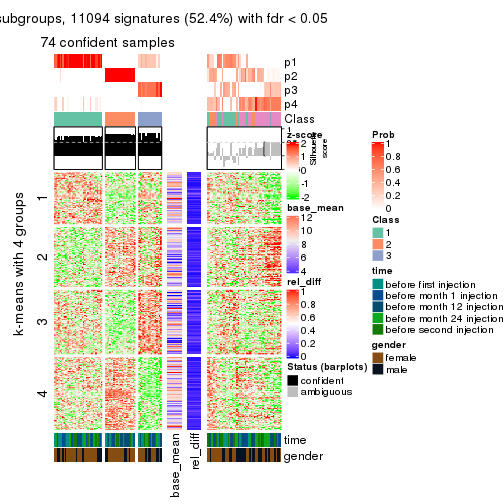 subgroups, 11094 signatures (52.4%) with fdr < 0.05
74 confident samples
p1
p2
p3
p4
Class
1
Silhouette
score
0
k-means with 4 groups
1
2
3
4
time
gender
base_mean
rel_diff
z-score
2
1
0
-1
-2
base_mean
12
10
8
6
4
rel_diff
1
0.8
0.6
0.4
0.2
0
Status (barplots)
confident
ambiguous
Prob
1
0.8
0.6
0.4
0.2
0
Class
1
2
3
time
before first injection
before month 1 injection
before month 12 injection
before month 24 injection
before second injection
gender
female
male